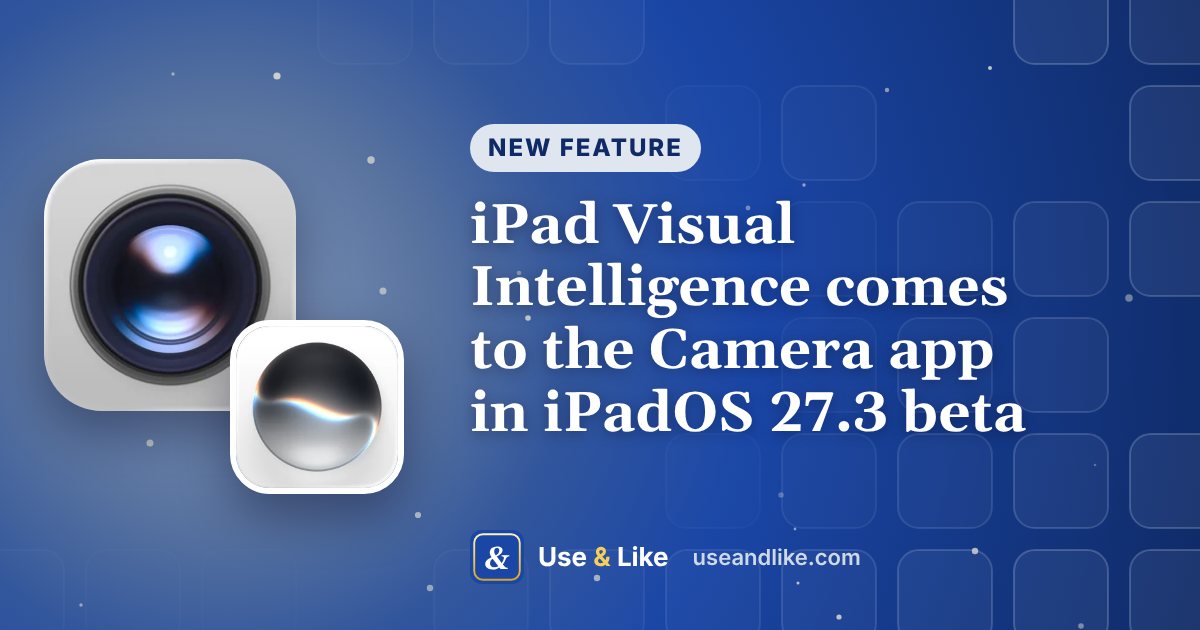 NEW FEATURE
iPad Visual
Intelligence comes
to the Camera app
in iPadOS 27.3 beta
& Use & Like useandlike.com